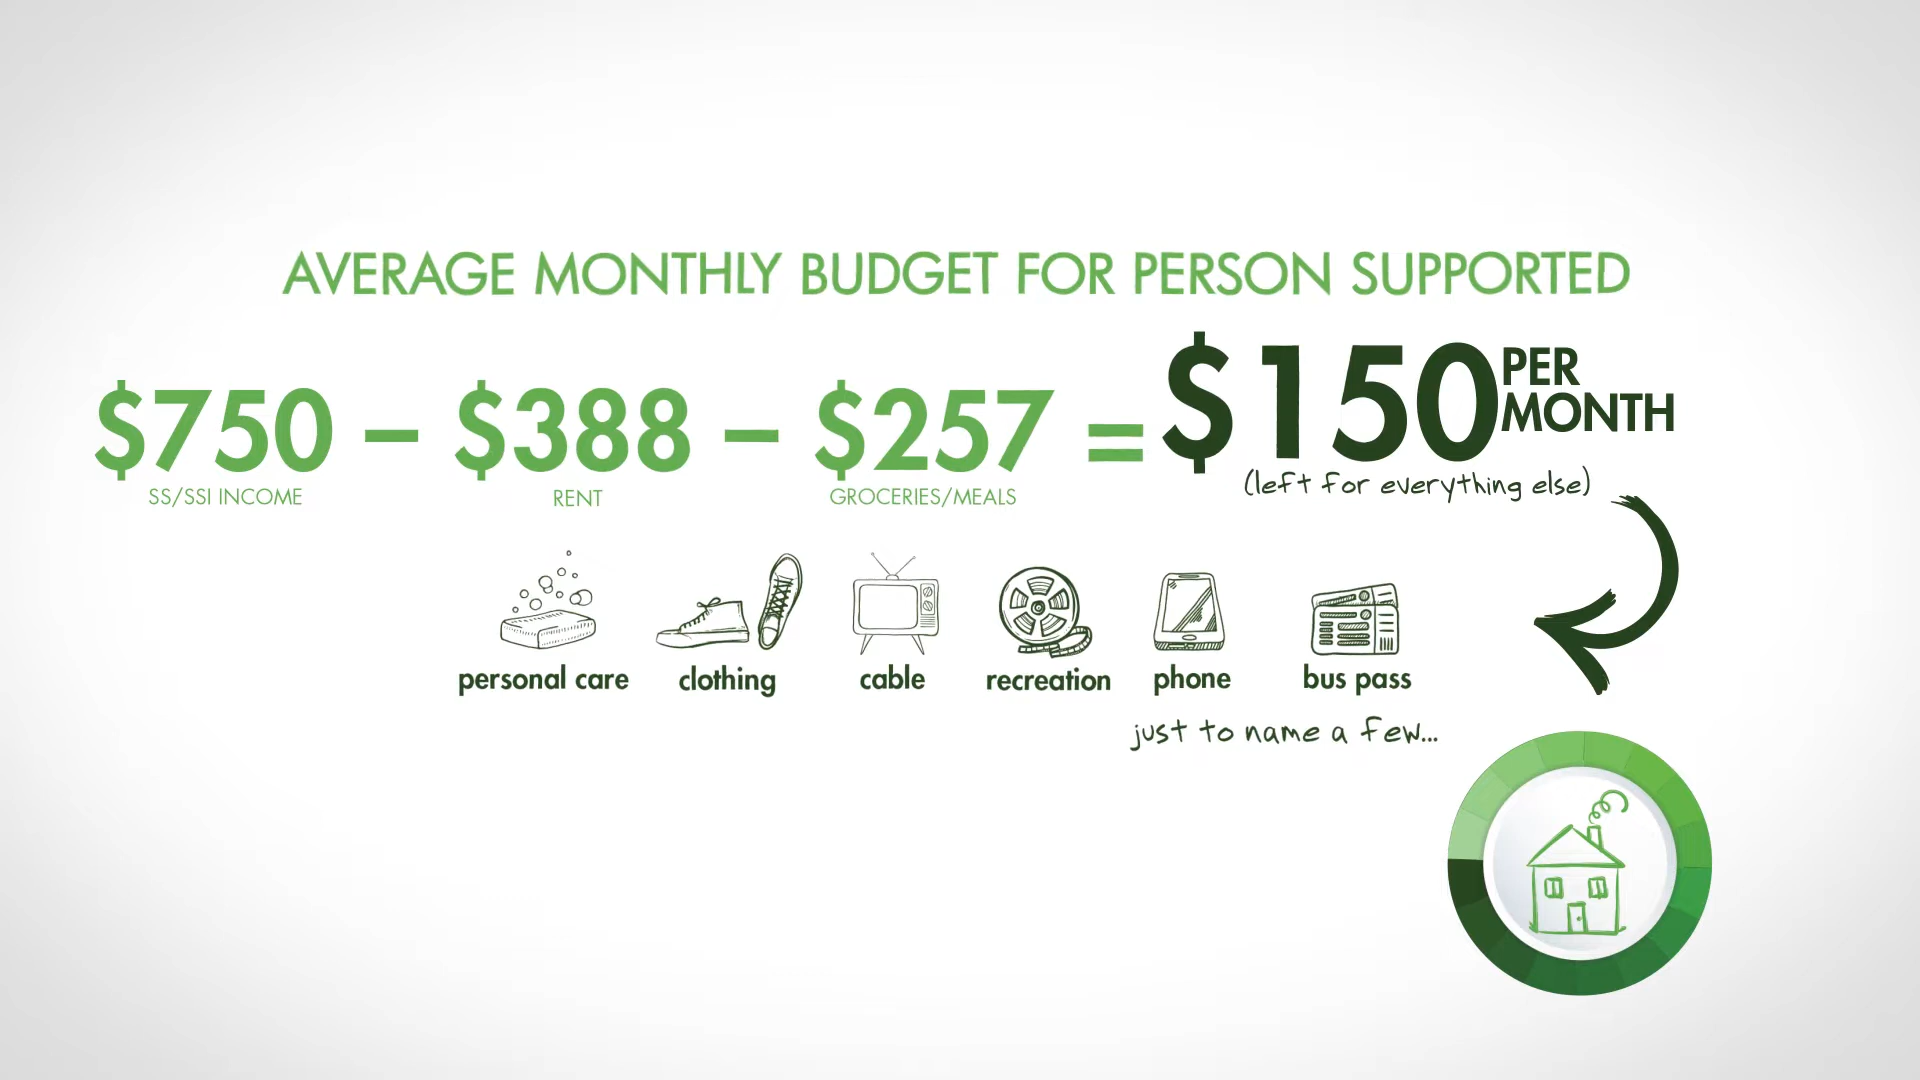 AVERAGE MONTHLY BUDGET FOR PERSON SUPPORTED
$750 – $388 – $257 = $150 PER MONTH
SS/SSI INCOME RENT GROCERIES/MEALS (left for everything else)
personal care clothing cable recreation phone bus pass
just to name a few...